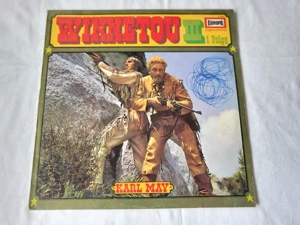 WINNETOU III
EUROPA
1. Folge
KARL MAY